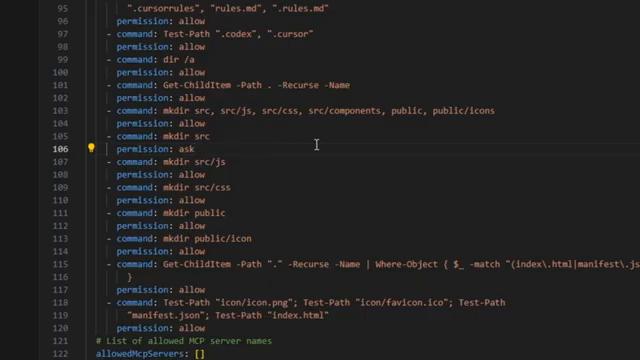 95 ".cursorrules", "rules.md", ".rules.md"
96 permission: allow
97 - command: Test-Path ".codex", ".cursor"
98 permission: allow
99 - command: dir /a
100 permission: allow
101 - command: Get-ChildItem -Path . -Recurse -Name
102 permission: allow
103 - command: mkdir src, src/js, src/css, src/components, public, public/icons
104 permission: allow
105 - command: mkdir src
106 permission: ask
107 - command: mkdir src/js
108 permission: allow
109 - command: mkdir src/css
110 permission: allow
111 - command: mkdir public
112 permission: allow
113 - command: mkdir public/icon
114 permission: allow
115 - command: Get-ChildItem -Path "." -Recurse -Name | Where-Object { $_ -match "(index\.html|manifest\.js
116 }
117 permission: allow
118 - command: Test-Path "icon/icon.png"; Test-Path "icon/favicon.ico"; Test-Path
119 "manifest.json"; Test-Path "index.html"
120 permission: allow
121 # List of allowed MCP server names
122 allowedMcpServers: []